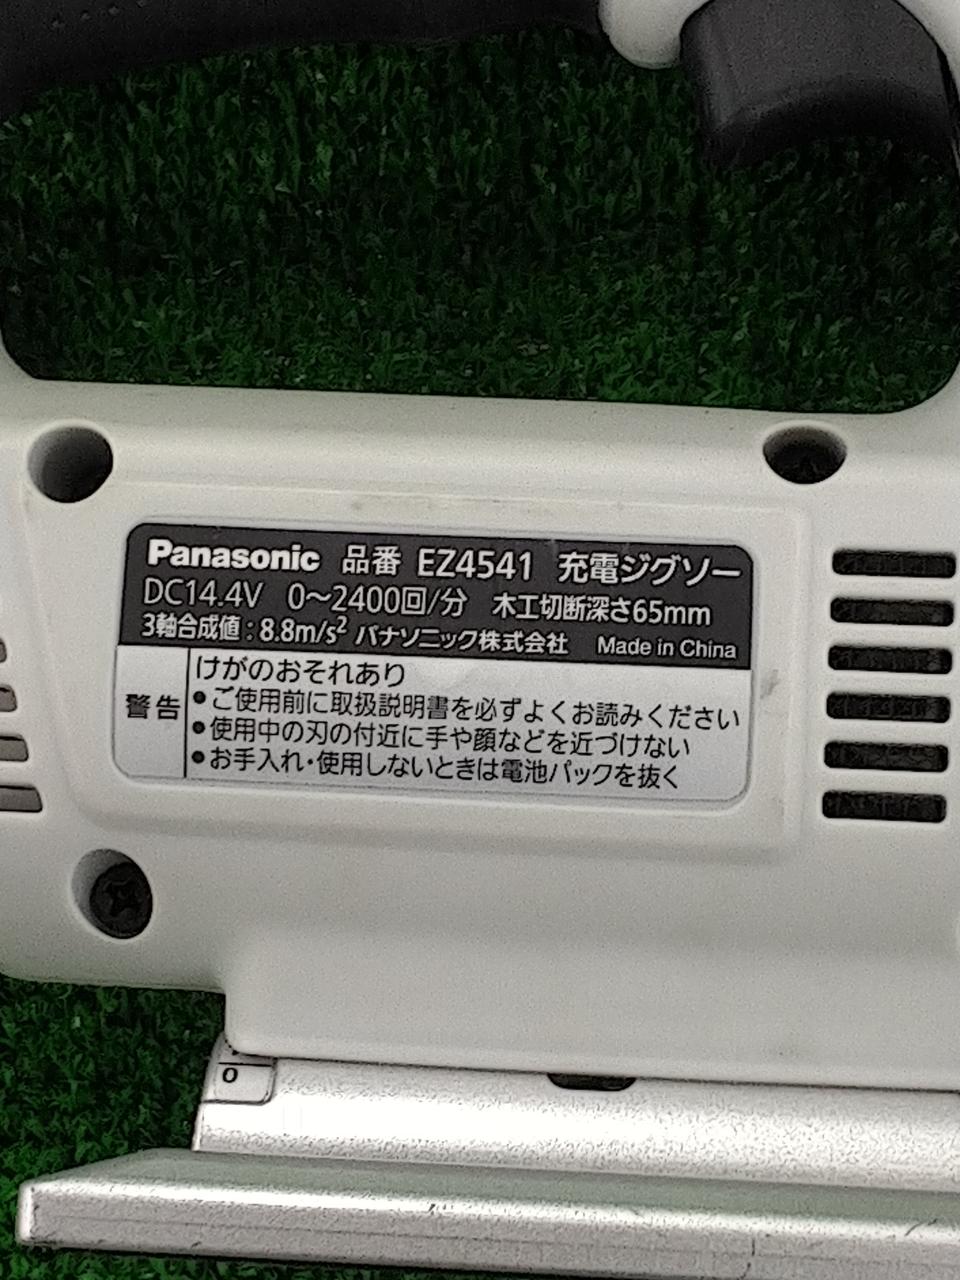 Panasonic 品番 EZ4541 充電ジグソー
DC14.4V 0～2400回/分 木工切断深さ65mm
3軸合成値：8.8m/s² パナソニック株式会社 Made in China
警告
けがのおそれあり
●ご使用前に取扱説明書を必ずよくお読みください
●使用中の刃の付近に手や顔などを近づけない
●お手入れ・使用しないときは電池パックを抜く
0